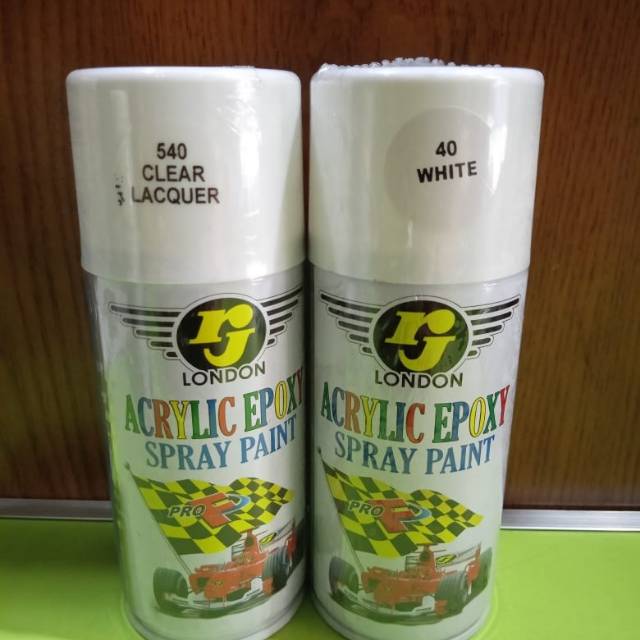 540
CLEAR
LACQUER
rj
LONDON
ACRYLIC EPOXY
SPRAY PAINT
PRO F
40
WHITE
rj
LONDON
ACRYLIC EPOXY
SPRAY PAINT
PRO F